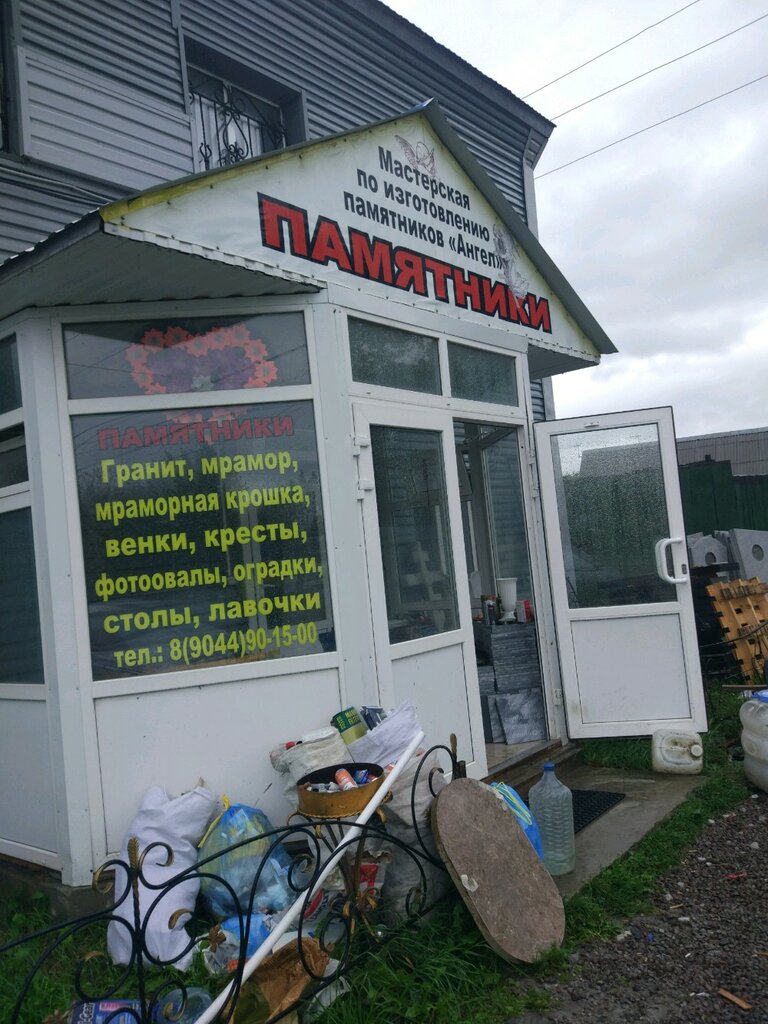 Мастерская
по изготовлению
памятников «Ангел»
ПАМЯТНИКИ
ПАМЯТНИКИ
Гранит, мрамор,
мраморная крошка,
венки, кресты,
фотоовалы, оградки,
столы, лавочки
тел.: 8(9044)90-15-00